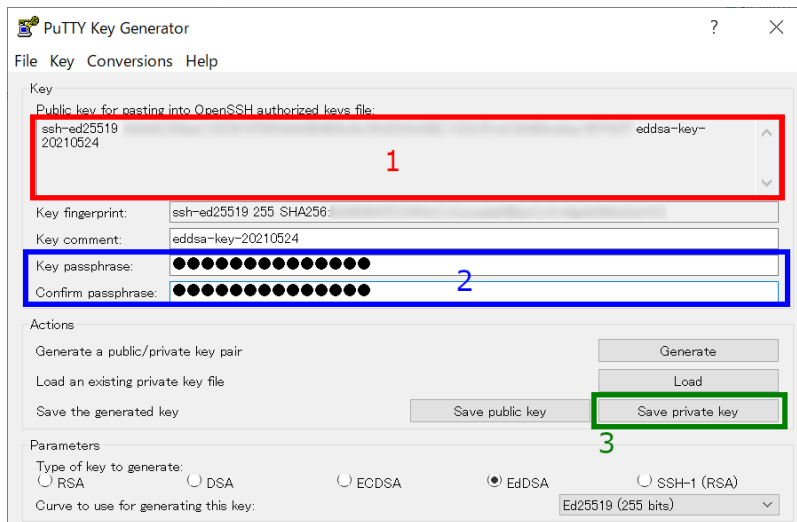 PuTTY Key Generator
File Key Conversions Help
Key
Public key for pasting into OpenSSH authorized keys file:
ssh-ed25519 eddsa-key-
20210524
1
Key fingerprint: ssh-ed25519 255 SHA256:
Key comment: eddsa-key-20210524
Key passphrase: ●●●●●●●●●●●●●●
Confirm passphrase: ●●●●●●●●●●●●●●
2
Actions
Generate a public/private key pair Generate
Load an existing private key file Load
Save the generated key Save public key Save private key
3
Parameters
Type of key to generate:
RSA DSA ECDSA EdDSA SSH-1 (RSA)
Curve to use for generating this key: Ed25519 (255 bits)